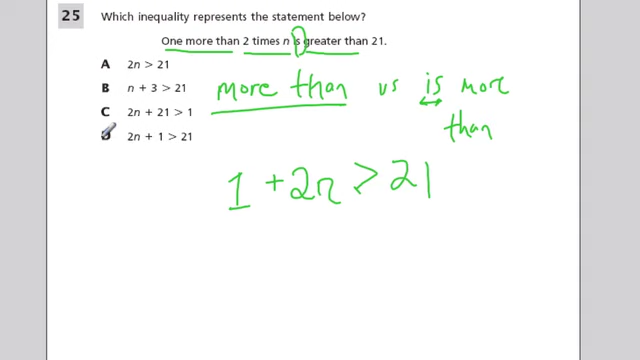 25 Which inequality represents the statement below?
One more than 2 times n is greater than 21.
A 2n > 21
B n + 3 > 21
more than vs is more than
C 2n + 21 > 1
D 2n + 1 > 21
1 + 2n > 21